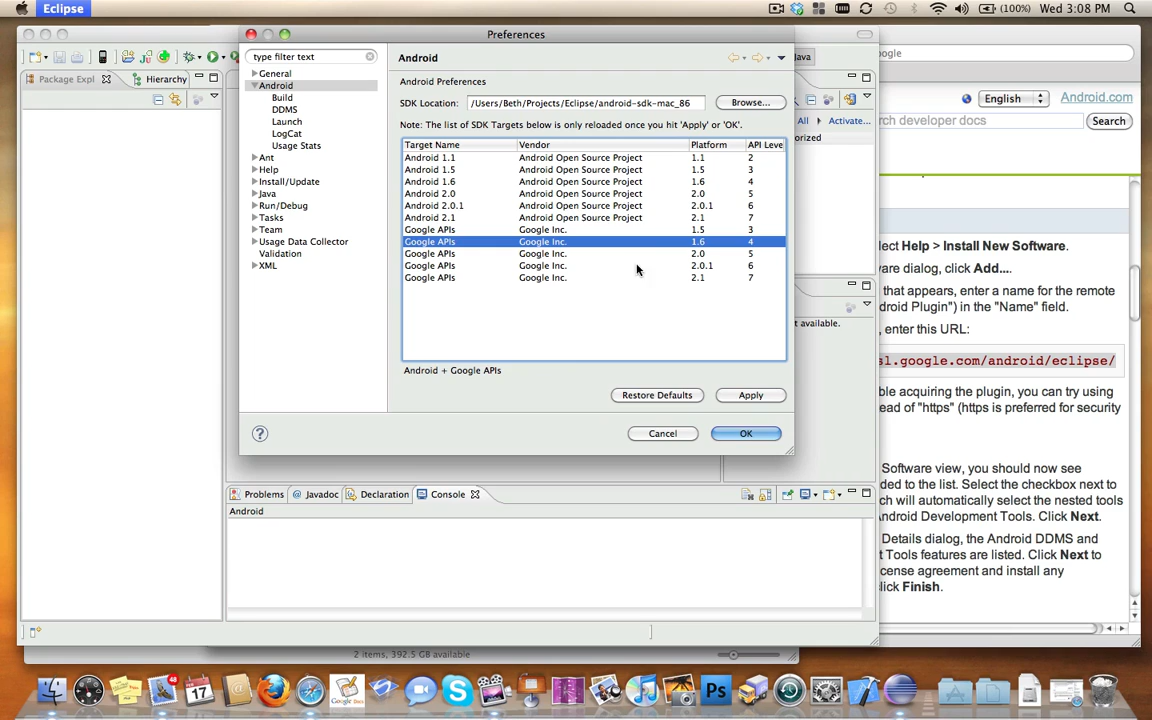 Eclipse
(100%) Wed 3:08 PM
Preferences
type filter text
Android
Package Expl
Hierarchy
General
Android
Build
DDMS
Launch
LogCat
Usage Stats
Ant
Help
Install/Update
Java
Run/Debug
Tasks
Team
Usage Data Collector
Validation
XML
Android Preferences
SDK Location: /Users/Beth/Projects/Eclipse/android-sdk-mac_86 Browse...
Note: The list of SDK Targets below is only reloaded once you hit 'Apply' or 'OK'.
Target Name Vendor Platform API Leve
Android 1.1 Android Open Source Project 1.1 2
Android 1.5 Android Open Source Project 1.5 3
Android 1.6 Android Open Source Project 1.6 4
Android 2.0 Android Open Source Project 2.0 5
Android 2.0.1 Android Open Source Project 2.0.1 6
Android 2.1 Android Open Source Project 2.1 7
Google APIs Google Inc. 1.5 3
Google APIs Google Inc. 1.6 4
Google APIs Google Inc. 2.0 5
Google APIs Google Inc. 2.0.1 6
Google APIs Google Inc. 2.1 7
Android + Google APIs
Restore Defaults Apply
Cancel OK
Java
All Activate...
orized
t available.
Problems @ Javadoc Declaration Console
Android
2 items, 392.5 GB available
ogle
English Android.com
rch developer docs Search
lect Help > Install New Software.
are dialog, click Add....
that appears, enter a name for the remote
droid Plugin") in the "Name" field.
, enter this URL:
sl.google.com/android/eclipse/
ble acquiring the plugin, you can try using
ead of "https" (https is preferred for security
Software view, you should now see
ded to the list. Select the checkbox next to
ch will automatically select the nested tools
Android Development Tools. Click Next.
Details dialog, the Android DDMS and
t Tools features are listed. Click Next to
cense agreement and install any
click Finish.
48
17
Ps